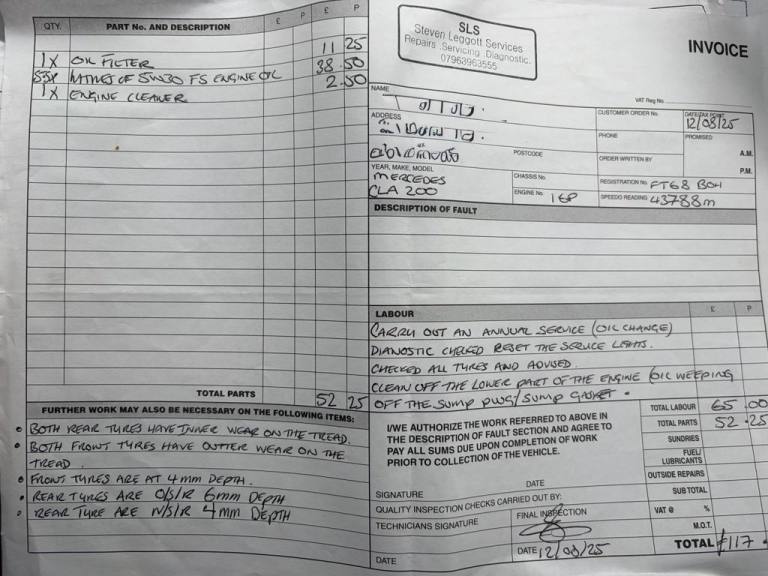 QTY. PART No. AND DESCRIPTION £ P £ P
1X OIL FILTER 11 25
LITRES OF 5W30 FS ENGINE OIL 38.50
1X ENGINE CLEANER 2.50
TOTAL PARTS 52 25
FURTHER WORK MAY ALSO BE NECESSARY ON THE FOLLOWING ITEMS:
• BOTH REAR TYRES HAVE INNER WEAR ON THE TREAD.
• BOTH FRONT TYRES HAVE OUTTER WEAR ON THE
TREAD.
• FRONT TYRES ARE AT 4mm DEPTH.
• REAR TYRES ARE O/S/R 6mm DEPTH
• REAR TYRE ARE N/S/R 4mm DEPTH
SLS
Steven Leggott Services
Repairs .Servicing .Diagnostic.
07963963555
INVOICE
VAT Reg No
NAME
CUSTOMER ORDER No.
DATE/TAX POINT
12/08/25
ADDRESS
PHONE
PROMISED
A.M.
POSTCODE
ORDER WRITTEN BY
P.M.
YEAR, MAKE, MODEL
MERCEDES
CLA 200
CHASSIS No.
REGISTRATION No. FT68 BOH
ENGINE No. 16P
SPEEDO READING 43788m
DESCRIPTION OF FAULT
LABOUR £ P
CARRY OUT AN ANNUAL SERVICE (OIL CHANGE)
DIANOSTIC CHECKED RESET THE SERVICE LIGHTS.
CHECKED ALL TYRES AND ADVISED.
CLEAN OFF THE LOWER PART OF THE ENGINE (OIL WEEPING
OFF THE SUMP PLUG/SUMP GASKET.
I/WE AUTHORIZE THE WORK REFERRED TO ABOVE IN
THE DESCRIPTION OF FAULT SECTION AND AGREE TO
PAY ALL SUMS DUE UPON COMPLETION OF WORK
PRIOR TO COLLECTION OF THE VEHICLE.
DATE
SIGNATURE
QUALITY INSPECTION CHECKS CARRIED OUT BY:
TECHNICIANS SIGNATURE
FINAL INSPECTION
DATE
DATE 12/08/25
TOTAL LABOUR 65 .00
TOTAL PARTS 52 .25
SUNDRIES
FUEL/
LUBRICANTS
OUTSIDE REPAIRS
SUB TOTAL
VAT @ %
M.O.T.
TOTAL £117